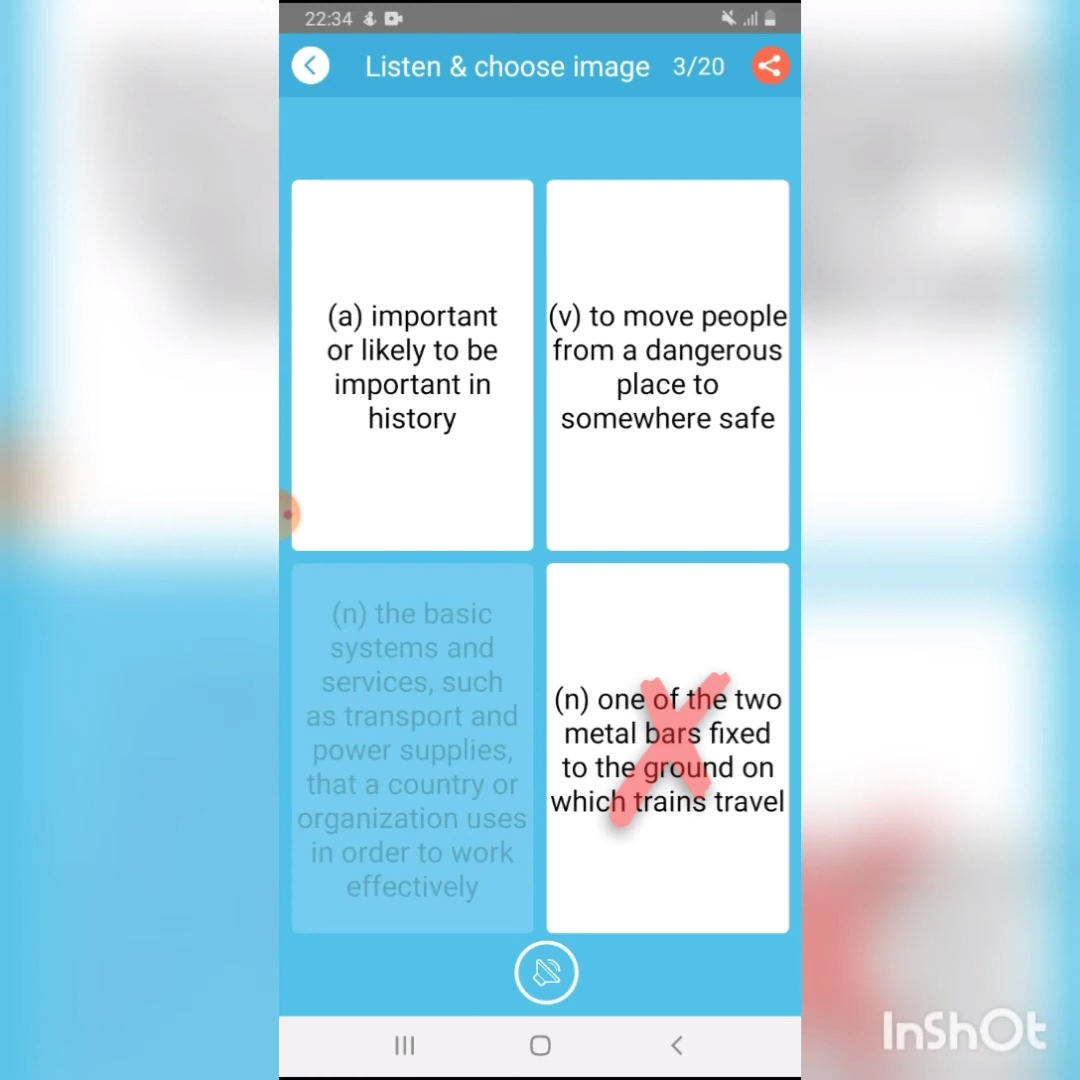 22:34
Listen & choose image 3/20
(a) important
or likely to be
important in
history
(v) to move people
from a dangerous
place to
somewhere safe
(n) the basic
systems and
services, such
as transport and
power supplies,
that a country or
organization uses
in order to work
effectively
(n) one of the two
metal bars fixed
to the ground on
which trains travel
InShOt